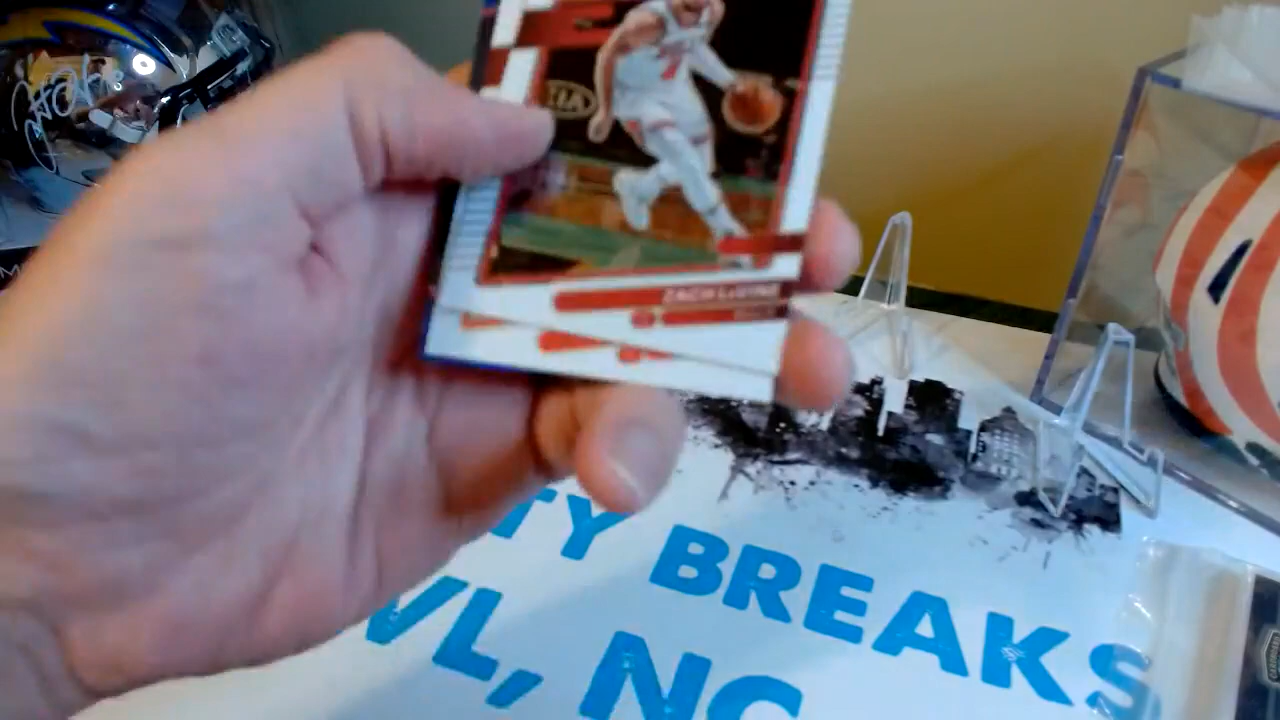 KIA
ZACH LaVINE
TY BREAKS
VL, NC